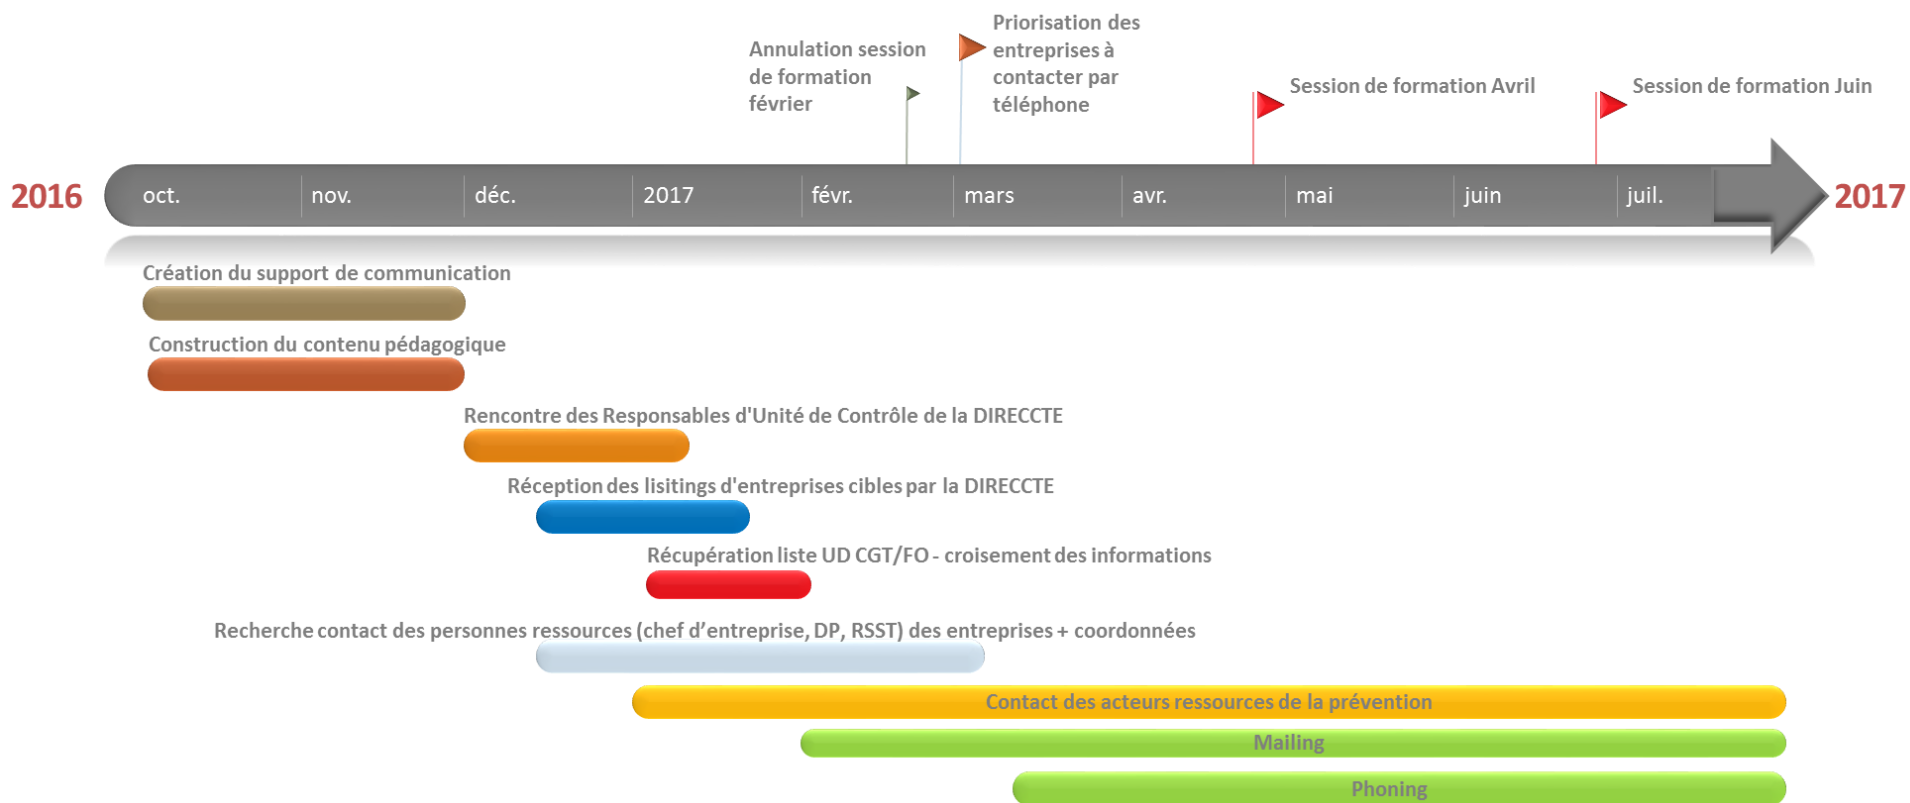 Annulation session
de formation
février
Priorisation des
entreprises à
contacter par
téléphone
Session de formation Avril
Session de formation Juin
2016
oct.
nov.
déc.
2017
févr.
mars
avr.
mai
juin
juil.
2017
Création du support de communication
Construction du contenu pédagogique
Rencontre des Responsables d'Unité de Contrôle de la DIRECCTE
Réception des lisitings d'entreprises cibles par la DIRECCTE
Récupération liste UD CGT/FO - croisement des informations
Recherche contact des personnes ressources (chef d’entreprise, DP, RSST) des entreprises + coordonnées
Contact des acteurs ressources de la prévention
Mailing
Phoning